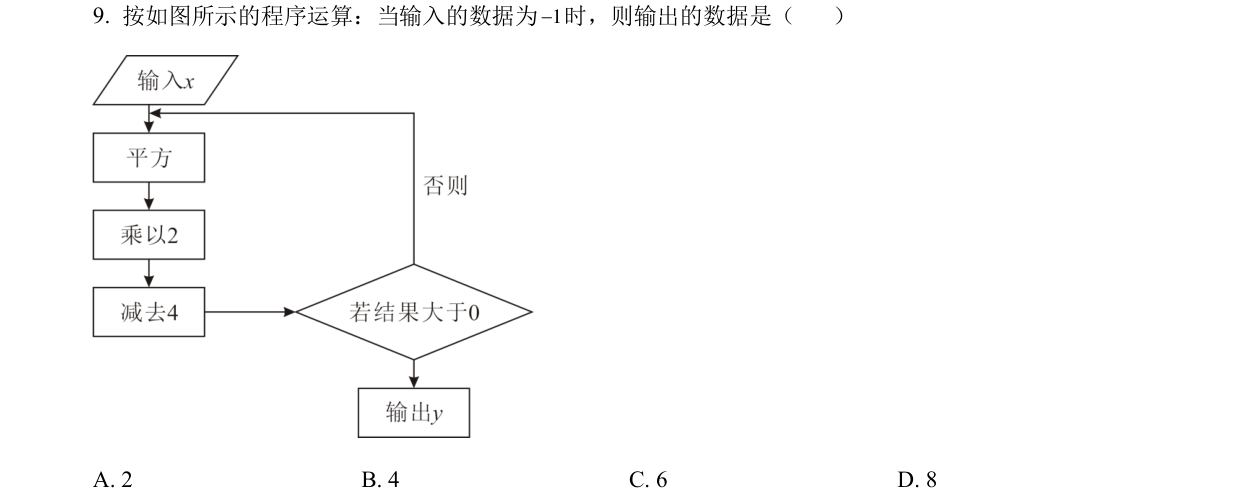 9. 按如图所示的程序运算：当输入的数据为 –1时，则输出的数据是（　　）
输入x
平方
否则
乘以2
减去4
若结果大于0
输出y
A. 2　B. 4　C. 6　D. 8